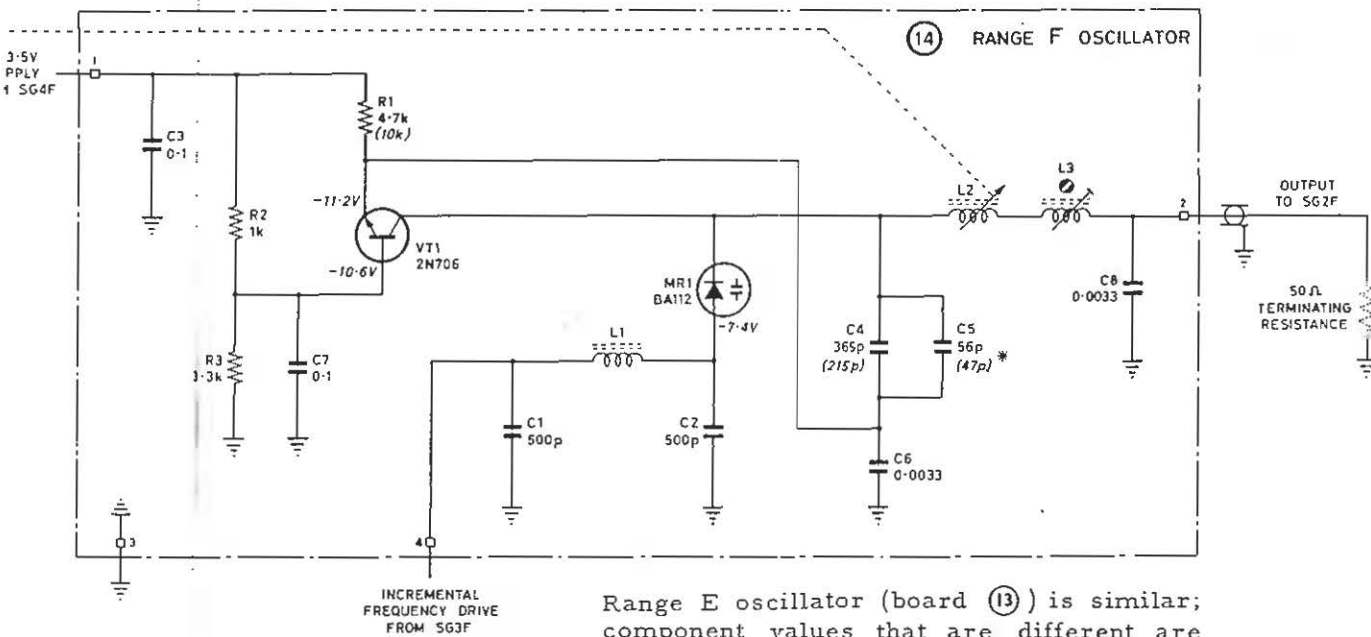 14 RANGE F OSCILLATOR
3·5V
PPLY
SG4F
1
C3
0·1
R1
4·7k
(10k)
R2
1k
-11·2V
VT1
2N706
-10·6V
R3
3·3k
C7
0·1
MR1
BA112
-7·4V
L1
C1
500p
C2
500p
C4
365p
(215p)
C5
56p
(47p) *
C6
0·0033
L2
L3
C8
0·0033
2
OUTPUT
TO SG2F
50Ω
TERMINATING
RESISTANCE
3
4
INCREMENTAL
FREQUENCY DRIVE
FROM SG3F
Range E oscillator (board 13) is similar;
component values that are different are